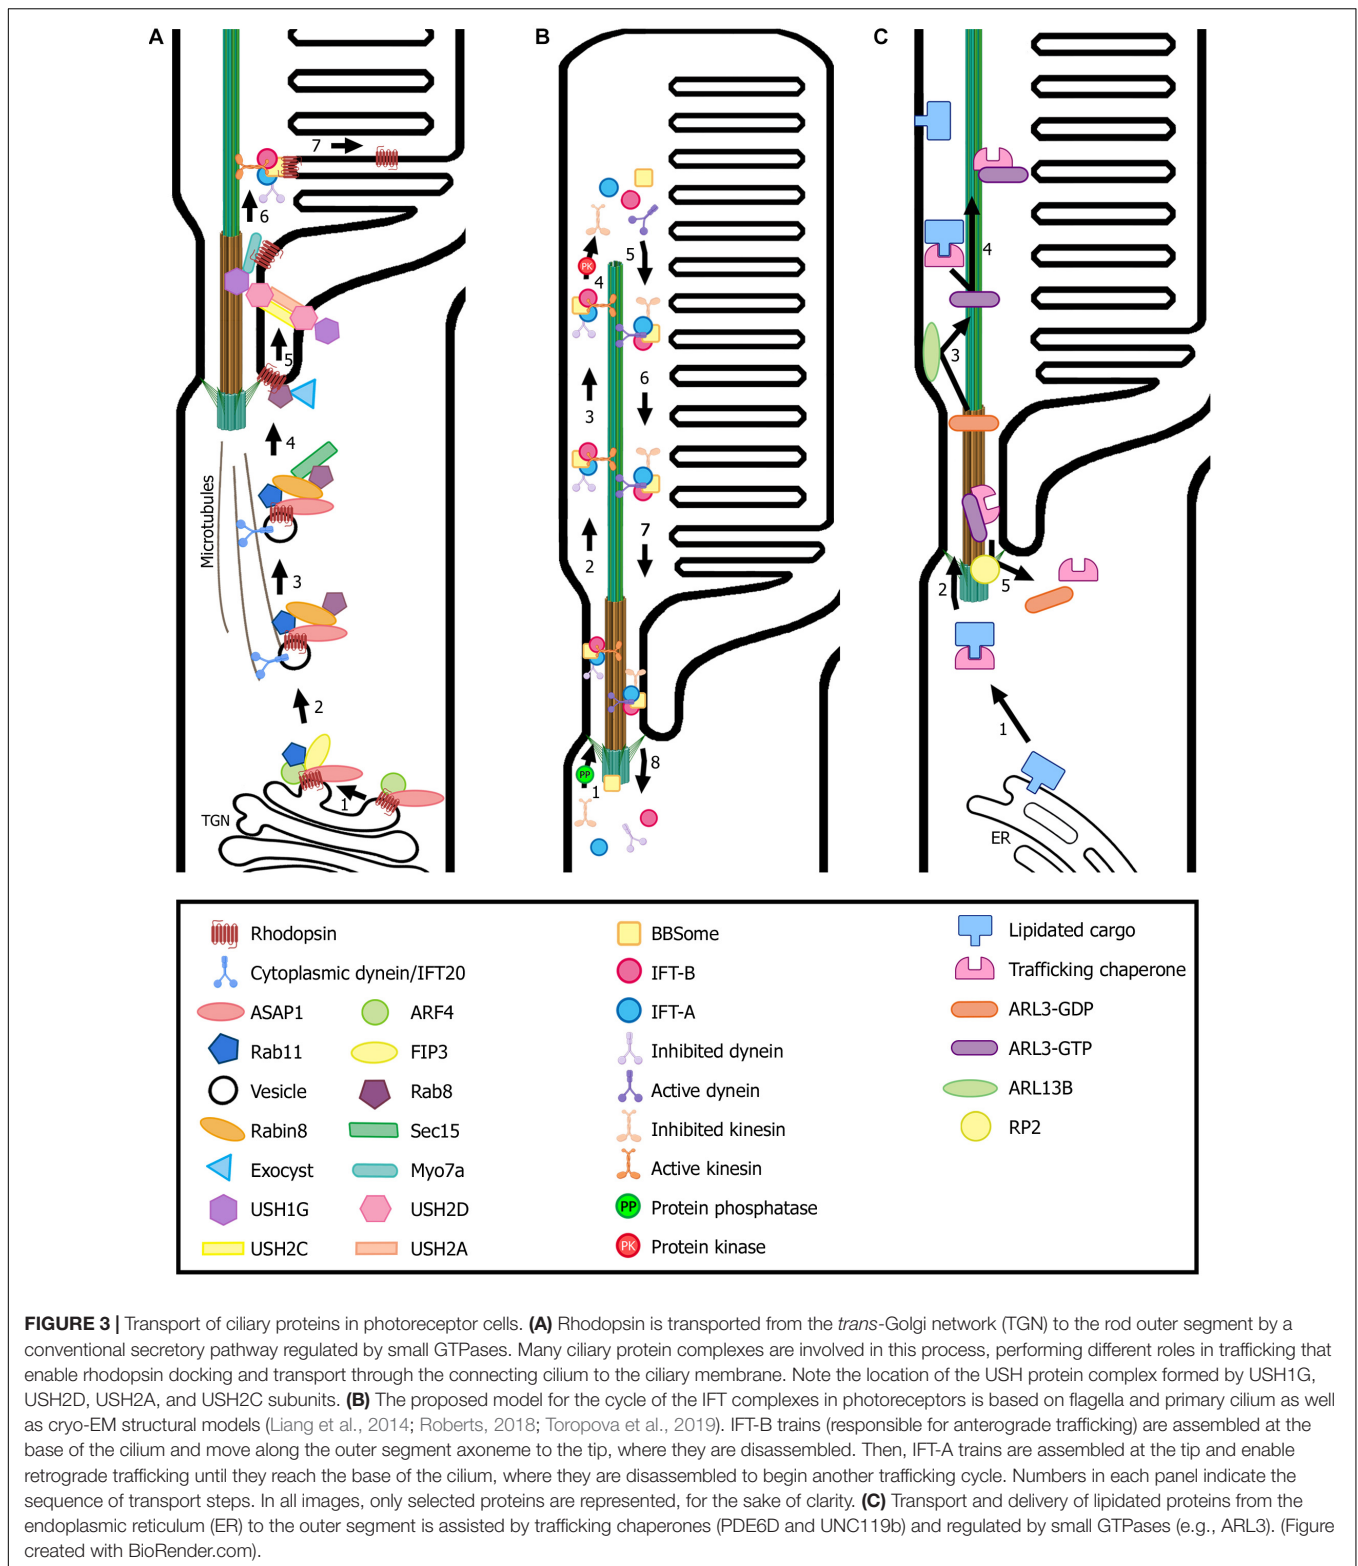 A
B
C
7
6
5
4
Microtubules
3
2
1
TGN
PK
4
5
3
6
2
7
PP
1
8
4
3
2
5
1
ER
Rhodopsin
Cytoplasmic dynein/IFT20
ASAP1
ARF4
Rab11
FIP3
Vesicle
Rab8
Rabin8
Sec15
Exocyst
Myo7a
USH1G
USH2D
USH2C
USH2A
BBSome
IFT-B
IFT-A
Inhibited dynein
Active dynein
Inhibited kinesin
Active kinesin
PP Protein phosphatase
PK Protein kinase
Lipidated cargo
Trafficking chaperone
ARL3-GDP
ARL3-GTP
ARL13B
RP2
FIGURE 3 | Transport of ciliary proteins in photoreceptor cells. (A) Rhodopsin is transported from the trans-Golgi network (TGN) to the rod outer segment by a
conventional secretory pathway regulated by small GTPases. Many ciliary protein complexes are involved in this process, performing different roles in trafficking that
enable rhodopsin docking and transport through the connecting cilium to the ciliary membrane. Note the location of the USH protein complex formed by USH1G,
USH2D, USH2A, and USH2C subunits. (B) The proposed model for the cycle of the IFT complexes in photoreceptors is based on flagella and primary cilium as well
as cryo-EM structural models (Liang et al., 2014; Roberts, 2018; Toropova et al., 2019). IFT-B trains (responsible for anterograde trafficking) are assembled at the
base of the cilium and move along the outer segment axoneme to the tip, where they are disassembled. Then, IFT-A trains are assembled at the tip and enable
retrograde trafficking until they reach the base of the cilium, where they are disassembled to begin another trafficking cycle. Numbers in each panel indicate the
sequence of transport steps. In all images, only selected proteins are represented, for the sake of clarity. (C) Transport and delivery of lipidated proteins from the
endoplasmic reticulum (ER) to the outer segment is assisted by trafficking chaperones (PDE6D and UNC119b) and regulated by small GTPases (e.g., ARL3). (Figure
created with BioRender.com).